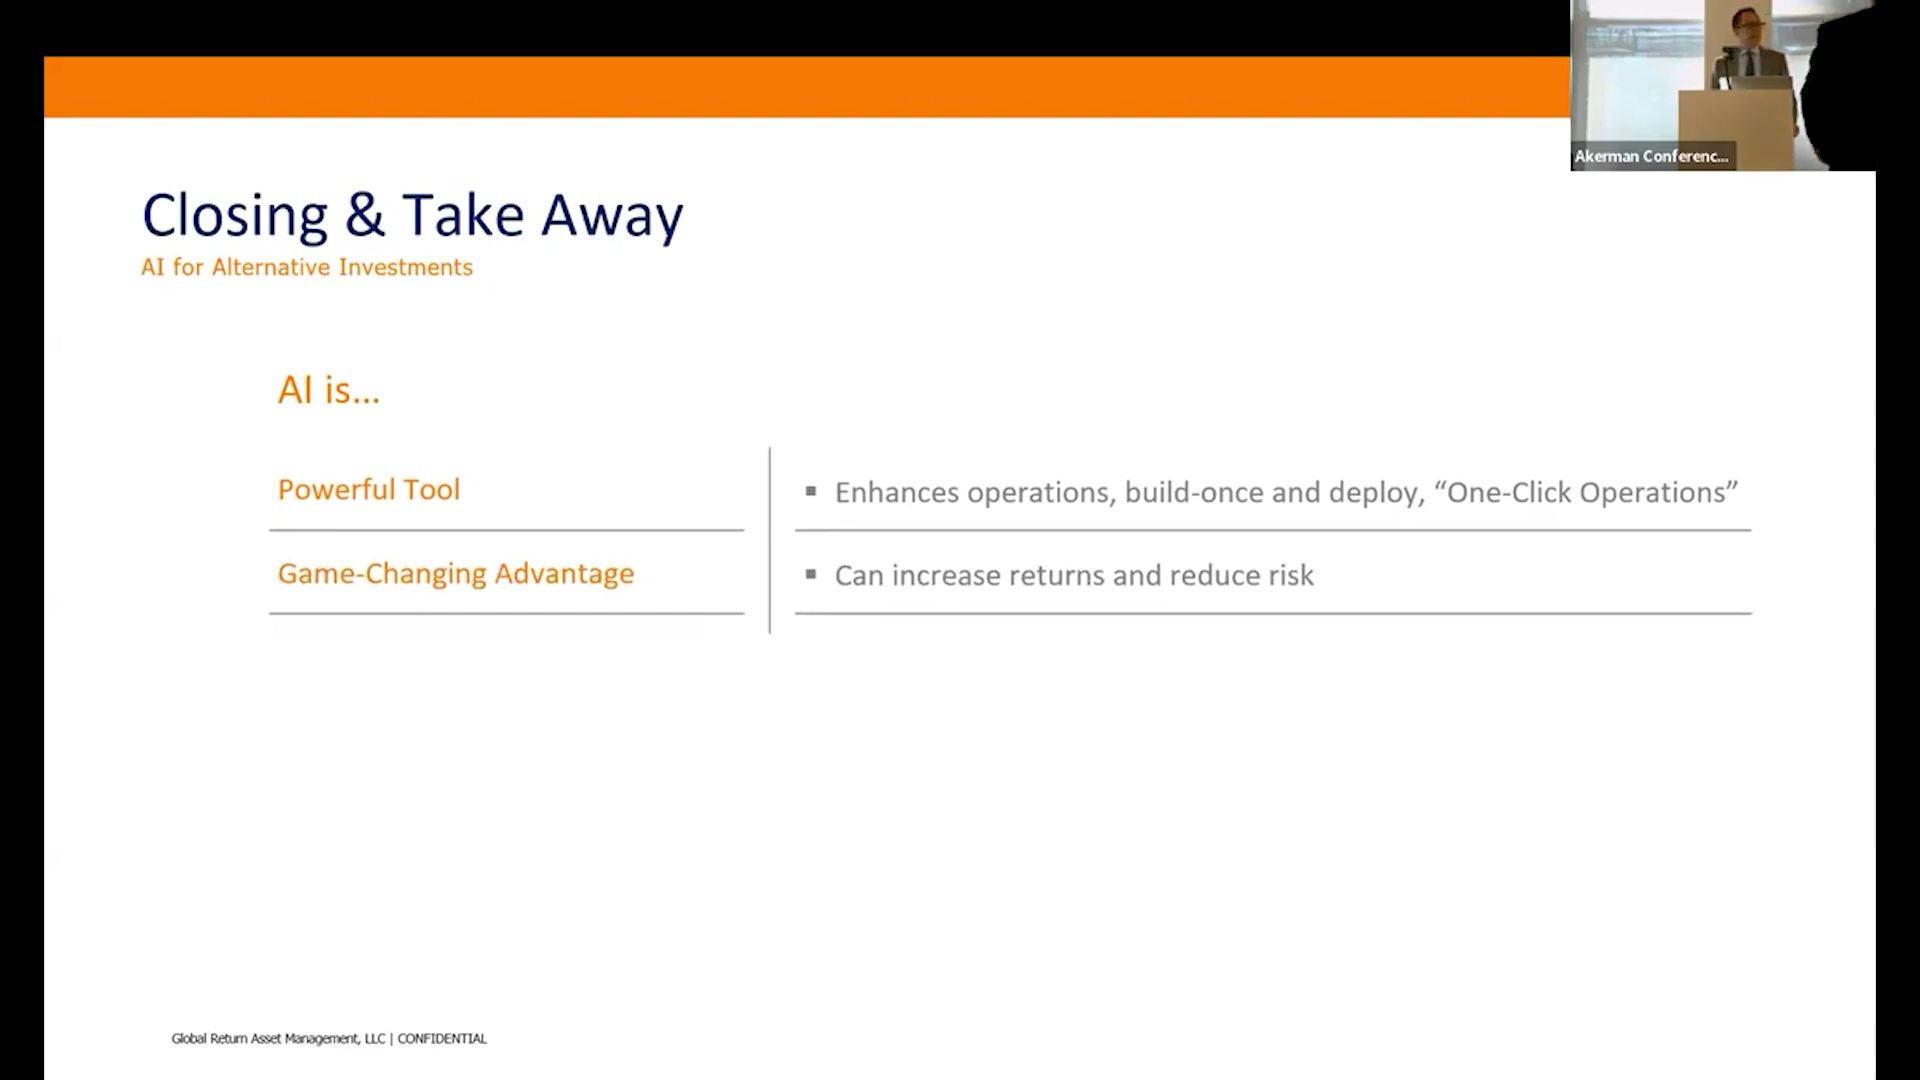 Akerman Conferenc...
Closing & Take Away
AI for Alternative Investments
AI is...
Powerful Tool
▪ Enhances operations, build-once and deploy, “One-Click Operations”
Game-Changing Advantage
▪ Can increase returns and reduce risk
Global Return Asset Management, LLC | CONFIDENTIAL